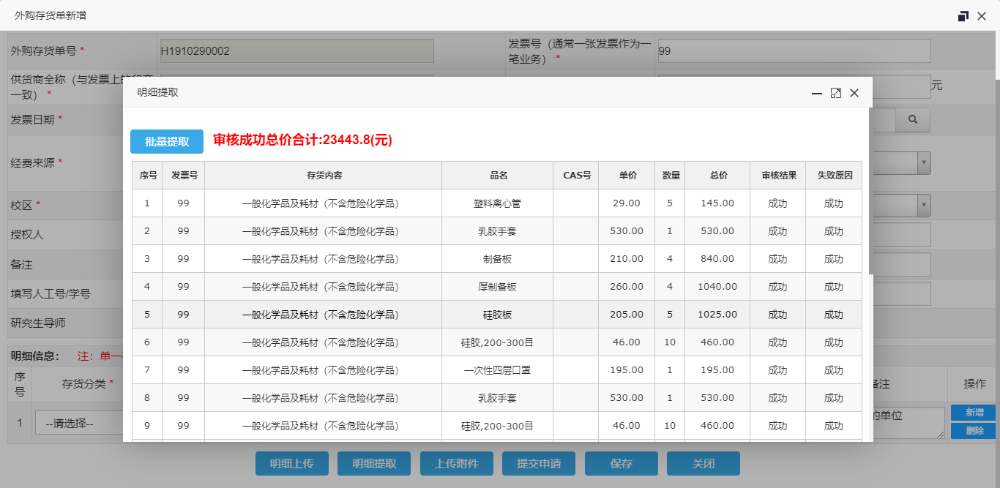 外购存货单新增
外购存货单号 *
H1910290002
发票号（通常一张发票作为一
笔业务） *
99
供货商全称（与发票上的
一致） *
元
发票日期 *
经费来源 *
校区 *
授权人
备注
填写人工号/学号
研究生导师
明细提取
批量提取 审核成功总价合计:23443.8(元)
序号 发票号 存货内容 品名 CAS号 单价 数量 总价 审核结果 失败原因
1 99 一般化学品及耗材（不含危险化学品） 塑料离心管 29.00 5 145.00 成功 成功
2 99 一般化学品及耗材（不含危险化学品） 乳胶手套 530.00 1 530.00 成功 成功
3 99 一般化学品及耗材（不含危险化学品） 制备板 210.00 4 840.00 成功 成功
4 99 一般化学品及耗材（不含危险化学品） 厚制备板 260.00 4 1040.00 成功 成功
5 99 一般化学品及耗材（不含危险化学品） 硅胶板 205.00 5 1025.00 成功 成功
6 99 一般化学品及耗材（不含危险化学品） 硅胶,200-300目 46.00 10 460.00 成功 成功
7 99 一般化学品及耗材（不含危险化学品） 一次性四层口罩 195.00 1 195.00 成功 成功
8 99 一般化学品及耗材（不含危险化学品） 乳胶手套 530.00 1 530.00 成功 成功
9 99 一般化学品及耗材（不含危险化学品） 硅胶,200-300目 46.00 10 460.00 成功 成功
明细信息： 注：单一
序号 存货分类 * 备注 操作
1 --请选择-- 的单位 新增
删除
明细上传 明细提取 上传附件 提交申请 保存 关闭